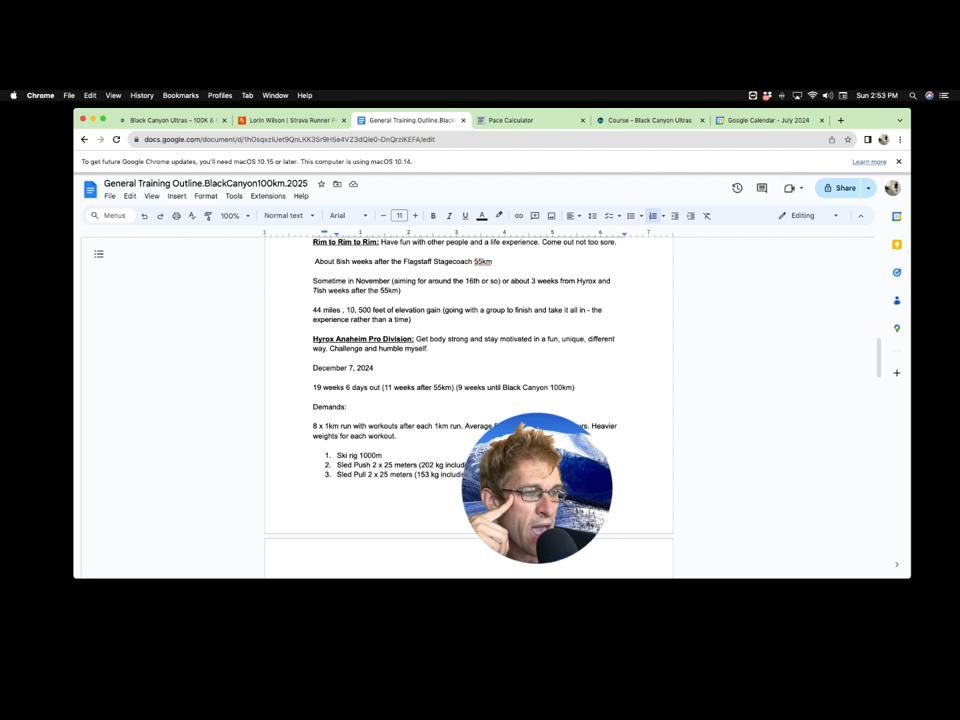 Chrome File Edit View History Bookmarks Profiles Tab Window Help Sun 2:53 PM
Black Canyon Ultras – 100K & Lorin Wilson | Strava Runner P General Training Outline.Black Pace Calculator Course – Black Canyon Ultras Google Calendar - July 2024
docs.google.com/document/d/1hOsqxziUet9QnLKK3Sr9H5e4VZ3dQle0-DnQrziKEFA/edit
To get future Google Chrome updates, you'll need macOS 10.15 or later. This computer is using macOS 10.14. Learn more
General Training Outline.BlackCanyon100km.2025
Share
File Edit View Insert Format Tools Extensions Help
Menus 100% Normal text Arial 11 B I U A Editing
1 1 2 3 4 5 6 7
Rim to Rim to Rim: Have fun with other people and a life experience. Come out not too sore.
About 8ish weeks after the Flagstaff Stagecoach 55km
Sometime in November (aiming for around the 16th or so) or about 3 weeks from Hyrox and
7ish weeks after the 55km)
44 miles , 10, 500 feet of elevation gain (going with a group to finish and take it all in - the
experience rather than a time)
Hyrox Anaheim Pro Division: Get body strong and stay motivated in a fun, unique, different
way. Challenge and humble myself.
December 7, 2024
19 weeks 6 days out (11 weeks after 55km) (9 weeks until Black Canyon 100km)
Demands:
8 x 1km run with workouts after each 1km run. Average Heavier
weights for each workout.
1. Ski rig 1000m
2. Sled Push 2 x 25 meters (202 kg includ
3. Sled Pull 2 x 25 meters (153 kg including